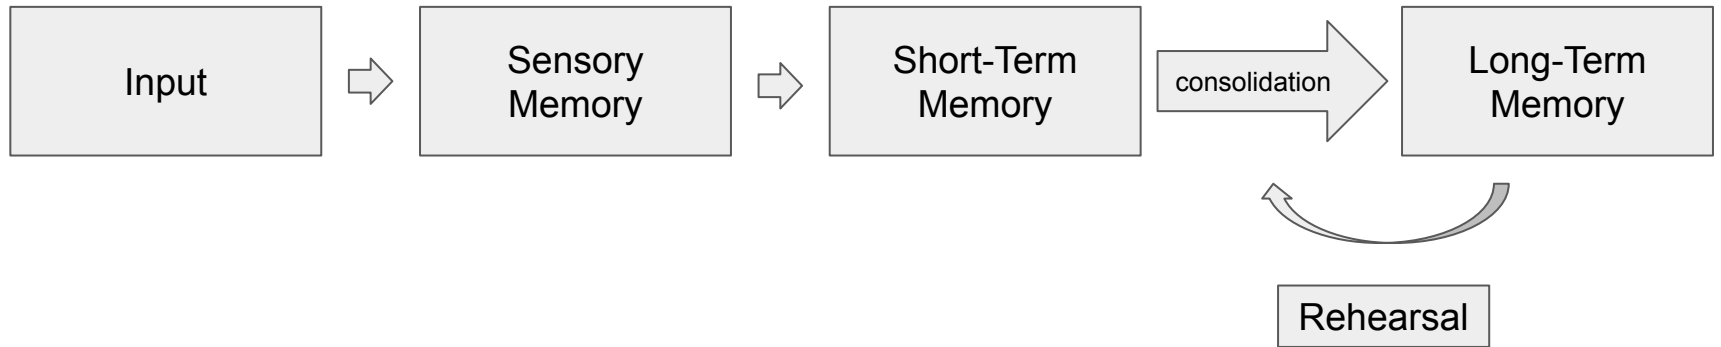 Input
Sensory
Memory
Short-Term
Memory
consolidation
Long-Term
Memory
Rehearsal